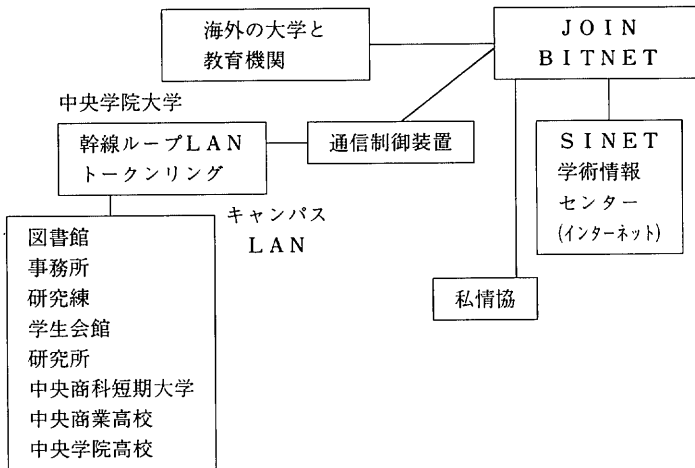 海外の大学と
教育機関
ＪＯＩＮ
ＢＩＴＮＥＴ
中央学院大学
幹線ループＬＡＮ
トークンリング
通信制御装置
ＳＩＮＥＴ
学術情報
センター
(インターネット)
キャンパス
ＬＡＮ
図書館
事務所
研究練
学生会館
研究所
中央商科短期大学
中央商業高校
中央学院高校
私情協